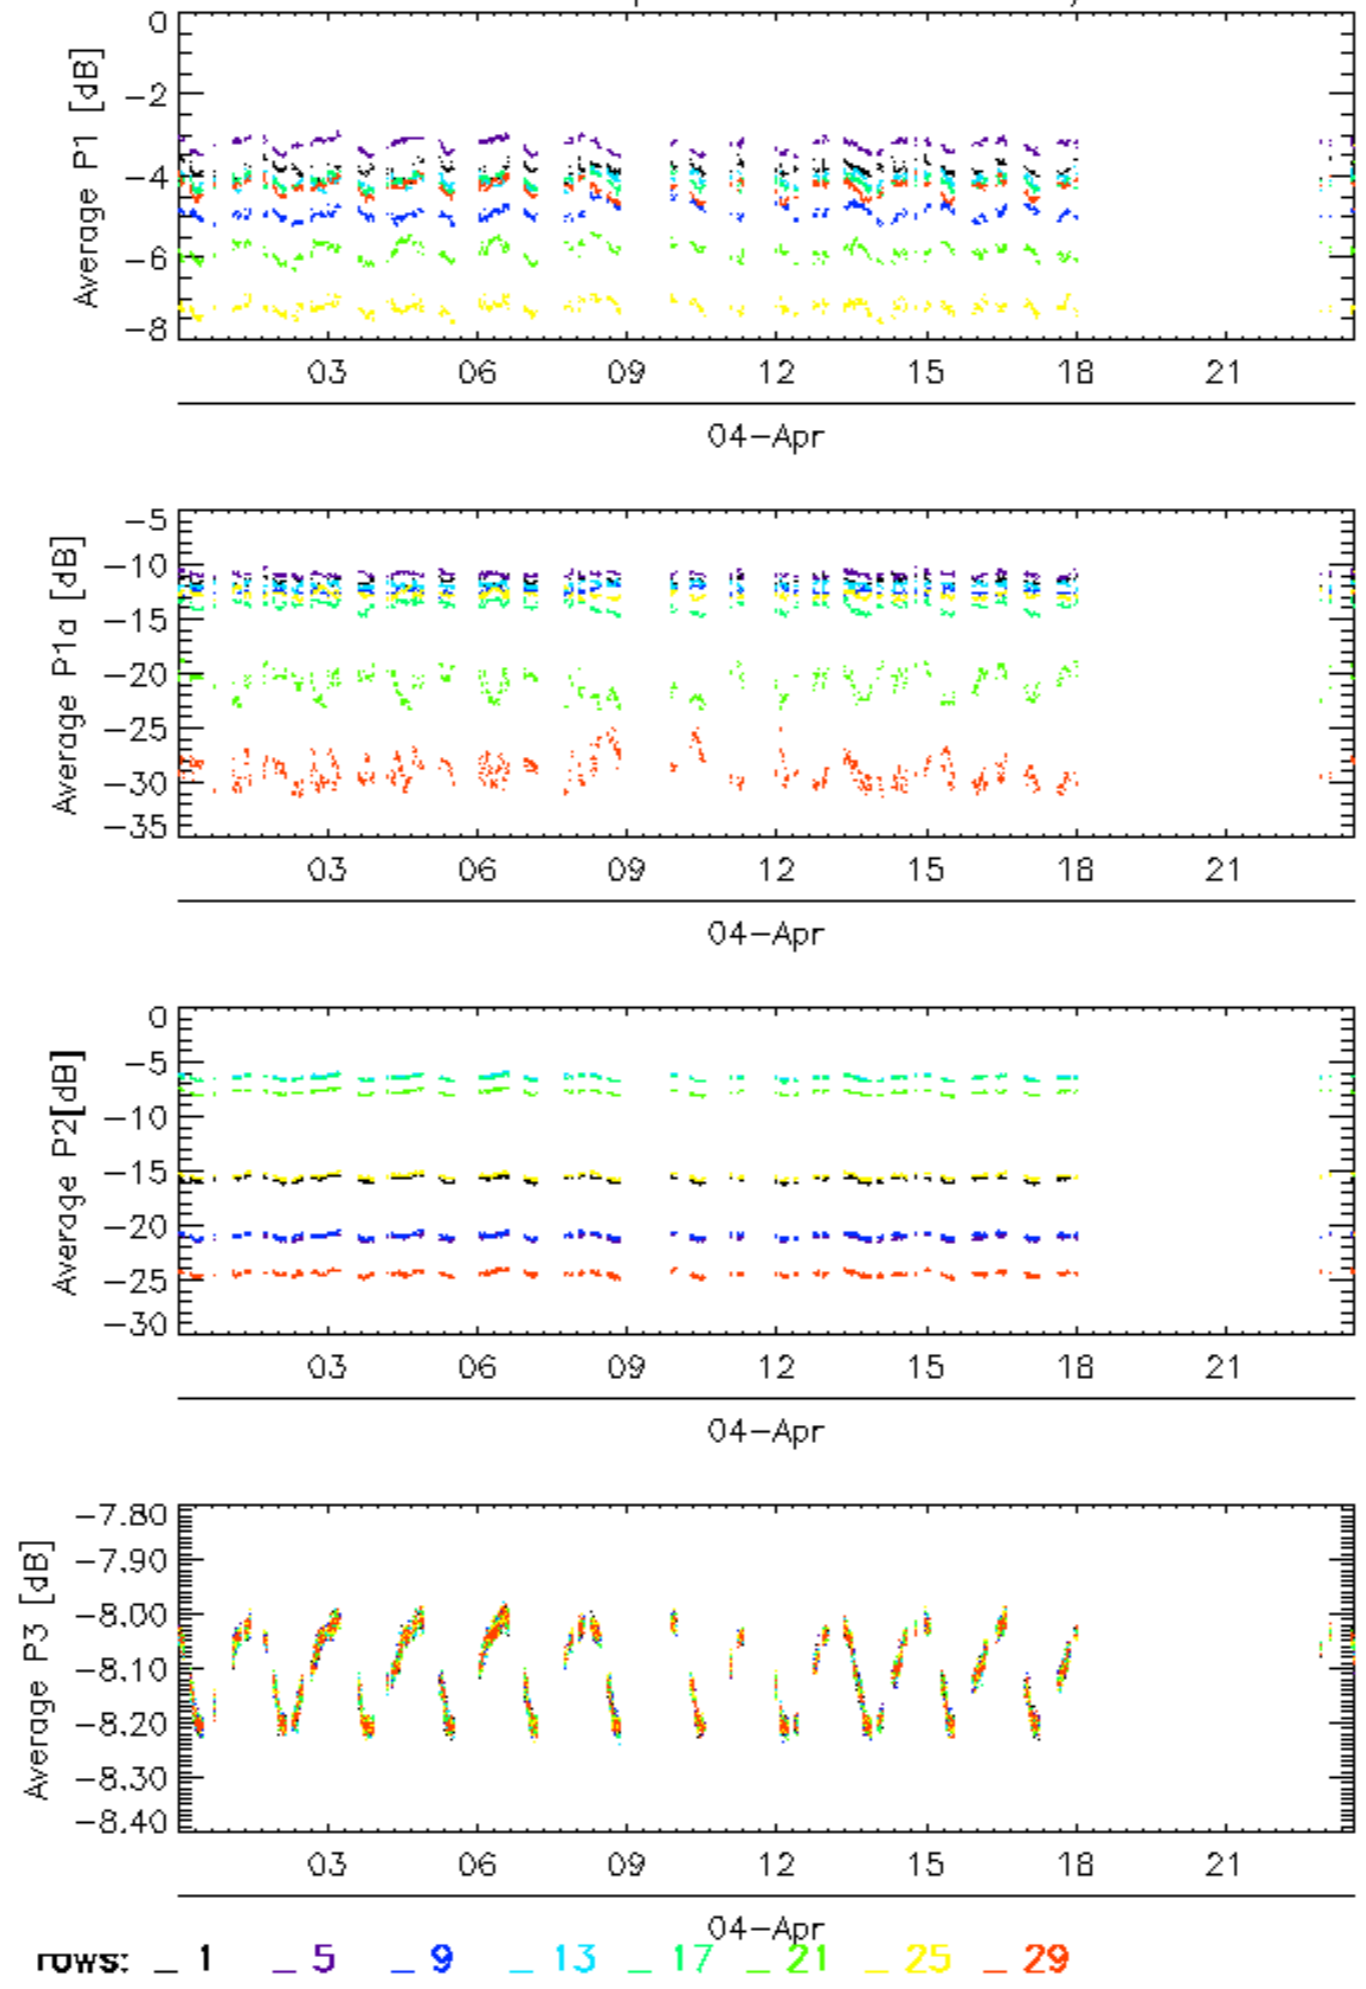 Average P1 [dB]
0
-2
-4
-6
-8
03 06 09 12 15 18 21
04-Apr
Average P1a [dB]
-5
-10
-15
-20
-25
-30
-35
03 06 09 12 15 18 21
04-Apr
Average P2[dB]
0
-5
-10
-15
-20
-25
-30
03 06 09 12 15 18 21
04-Apr
Average P3 [dB]
-7.80
-7.90
-8.00
-8.10
-8.20
-8.30
-8.40
03 06 09 12 15 18 21
04-Apr
rows: _ 1 _ 5 _ 9 _ 13 _ 17 _ 21 _ 25 _ 29